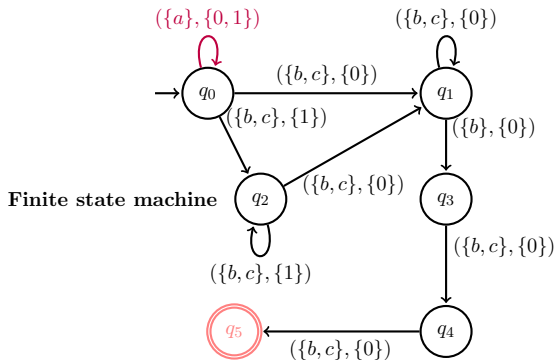 ({a}, {0, 1})
({b, c}, {0})
({b, c}, {0})
q0
q1
({b, c}, {1})
({b}, {0})
({b, c}, {0})
Finite state machine
q2
q3
({b, c}, {0})
({b, c}, {1})
q5
q4
({b, c}, {0})